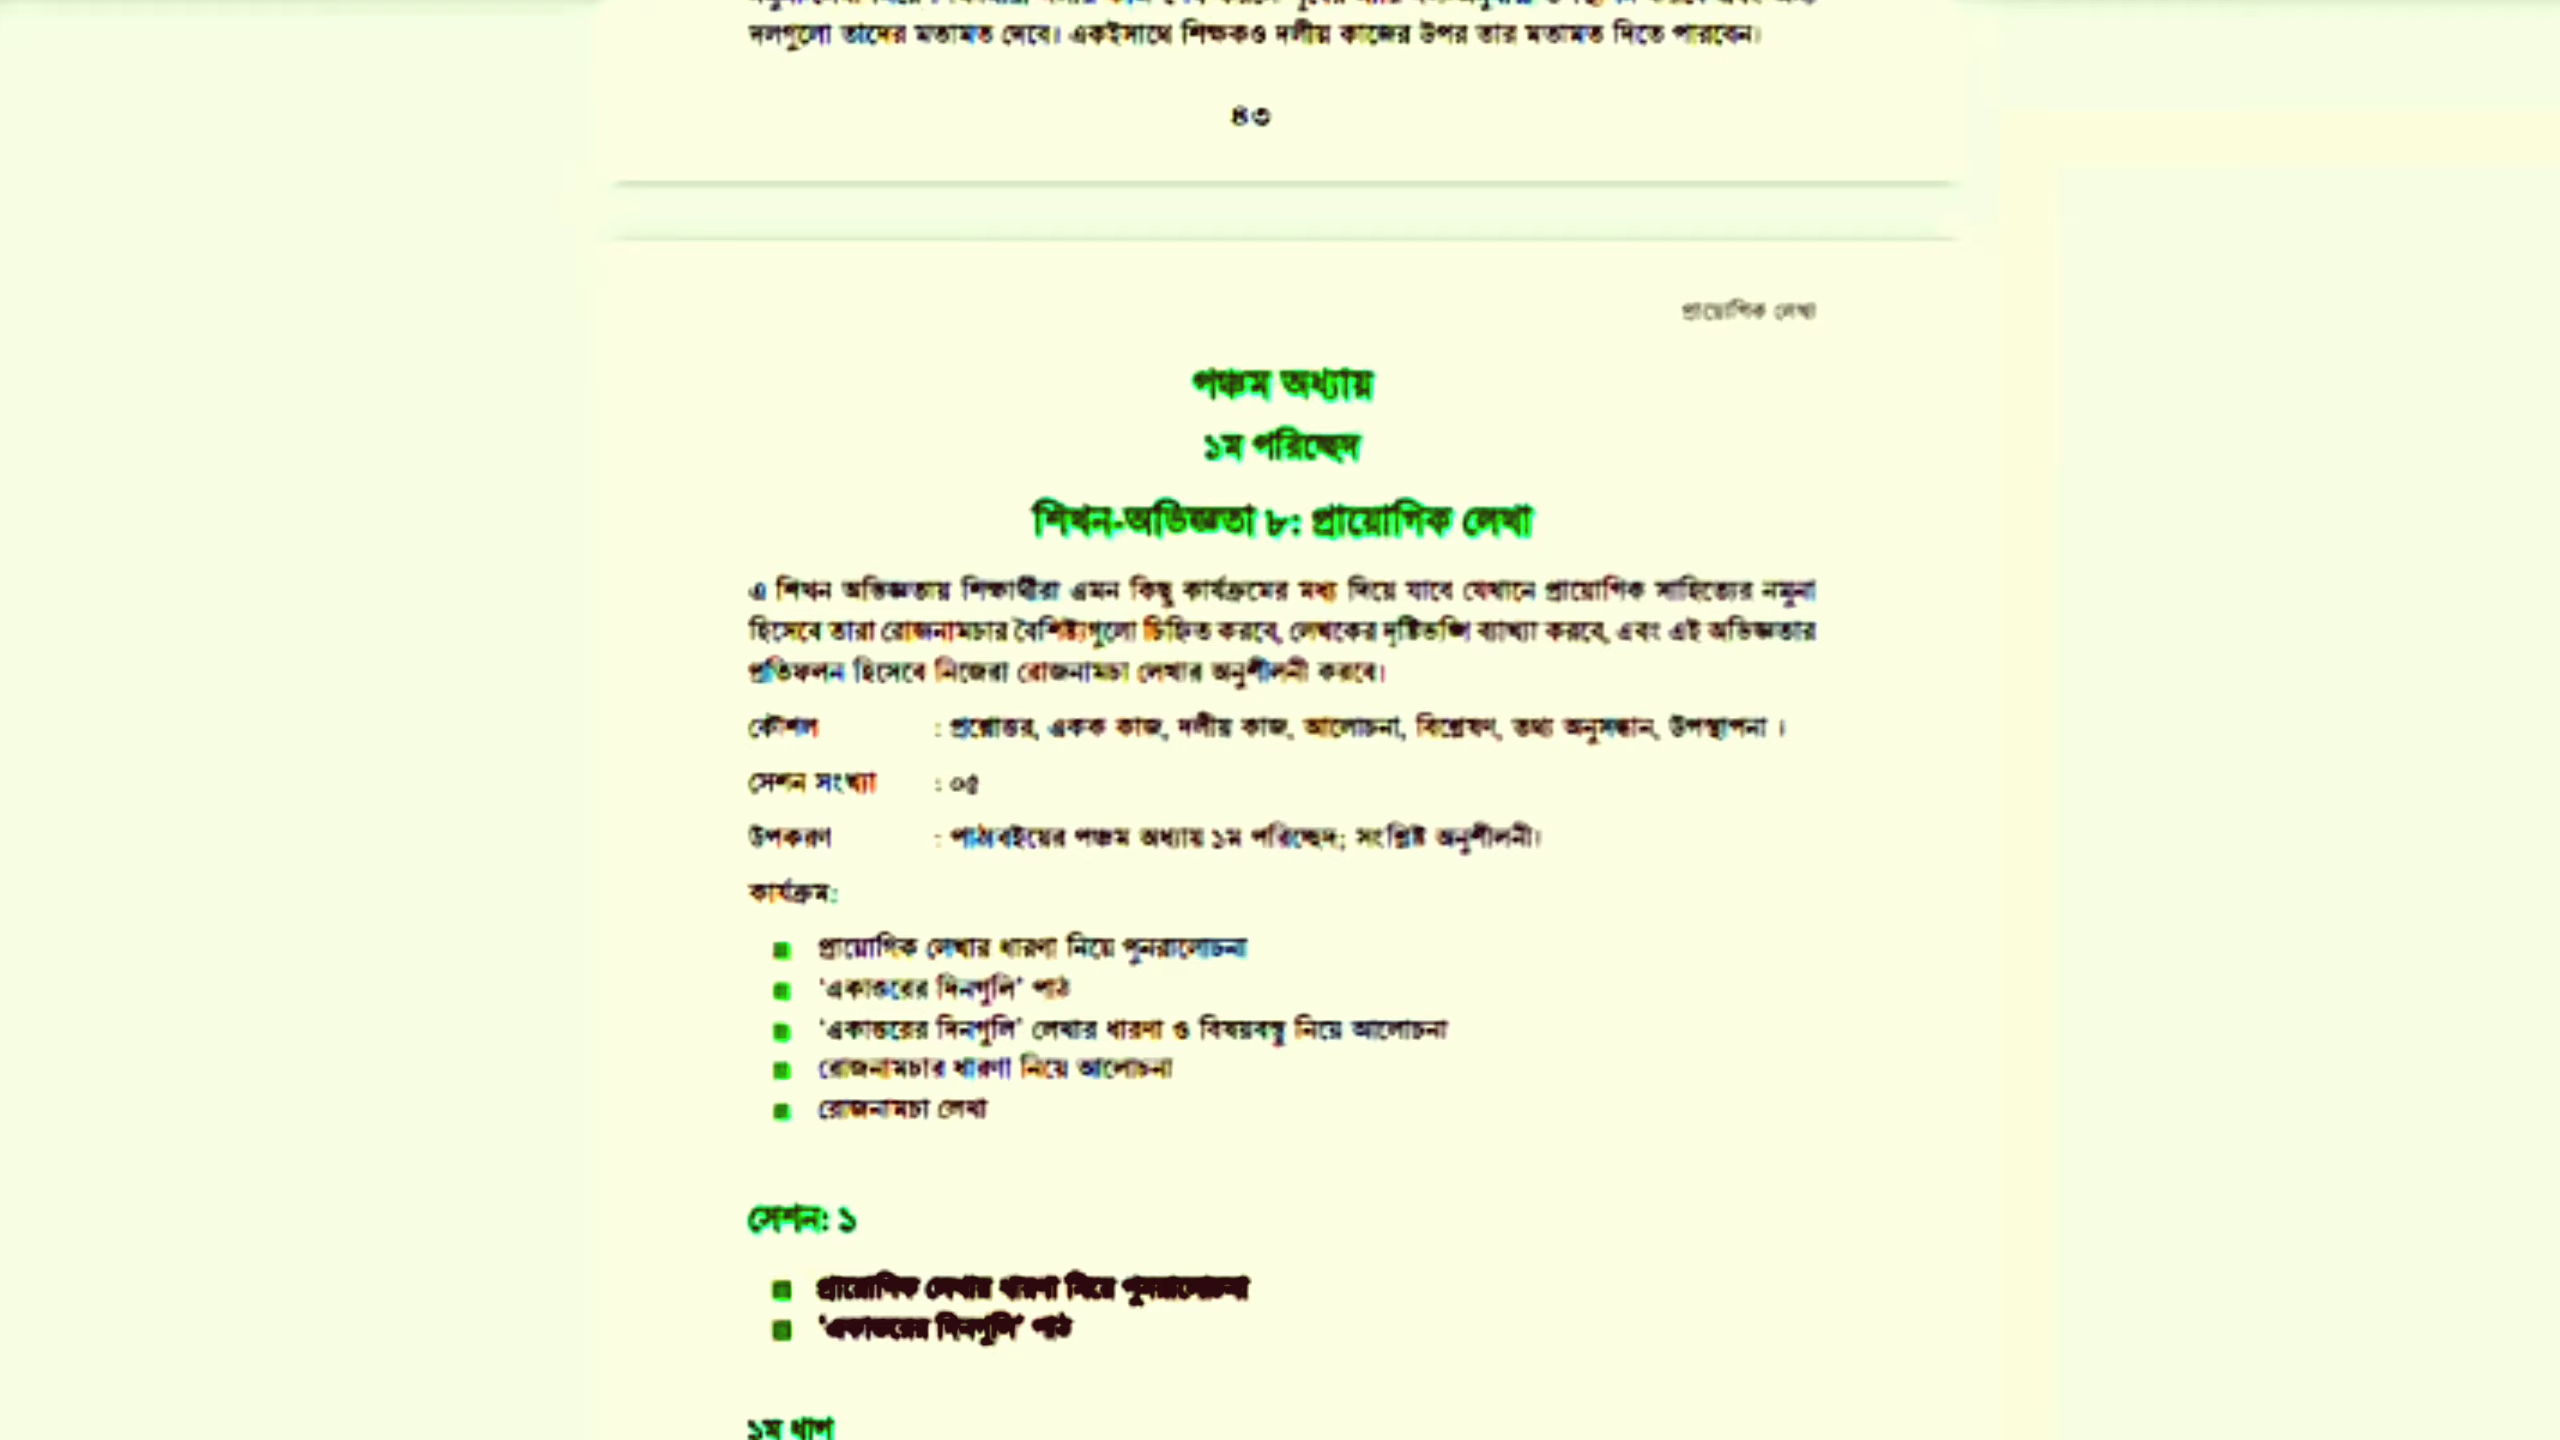 দলগুলো তাদের মতামত দেবে। একইসাথে শিক্ষকও দলীয় কাজের উপর তার মতামত দিতে পারবেন।
৪৩
প্রায়োগিক লেখা
পঞ্চম অধ্যায়
১ম পরিচ্ছেদ
শিখন-অভিজ্ঞতা ৮: প্রায়োগিক লেখা
এ শিখন অভিজ্ঞতায় শিক্ষার্থীরা এমন কিছু কার্যক্রমের মধ্য দিয়ে যাবে যেখানে প্রায়োগিক সাহিত্যের নমুনা
হিসেবে তারা রোজনামচার বৈশিষ্ট্যগুলো চিহ্নিত করবে, লেখকের দৃষ্টিভঙ্গি ব্যাখ্যা করবে, এবং এই অভিজ্ঞতার
প্রতিফলন হিসেবে নিজেরা রোজনামচা লেখার অনুশীলনী করবে।
কৌশল : প্রশ্নোত্তর, একক কাজ, দলীয় কাজ, আলোচনা, বিশ্লেষণ, তথ্য অনুসন্ধান, উপস্থাপনা ।
সেশন সংখ্যা : ০৫
উপকরণ : পাঠ্যবইয়ের পঞ্চম অধ্যায় ১ম পরিচ্ছেদ; সংশ্লিষ্ট অনুশীলনী।
কার্যক্রম:
প্রায়োগিক লেখার ধারণা নিয়ে পুনরালোচনা
'একাত্তরের দিনগুলি' পাঠ
'একাত্তরের দিনগুলি' লেখার ধারণা ও বিষয়বস্তু নিয়ে আলোচনা
রোজনামচার ধারণা নিয়ে আলোচনা
রোজনামচা লেখা
সেশন: ১
প্রায়োগিক লেখার ধারণা নিয়ে পুনরালোচনা
'একাত্তরের দিনগুলি' পাঠ
১ম ধাপ